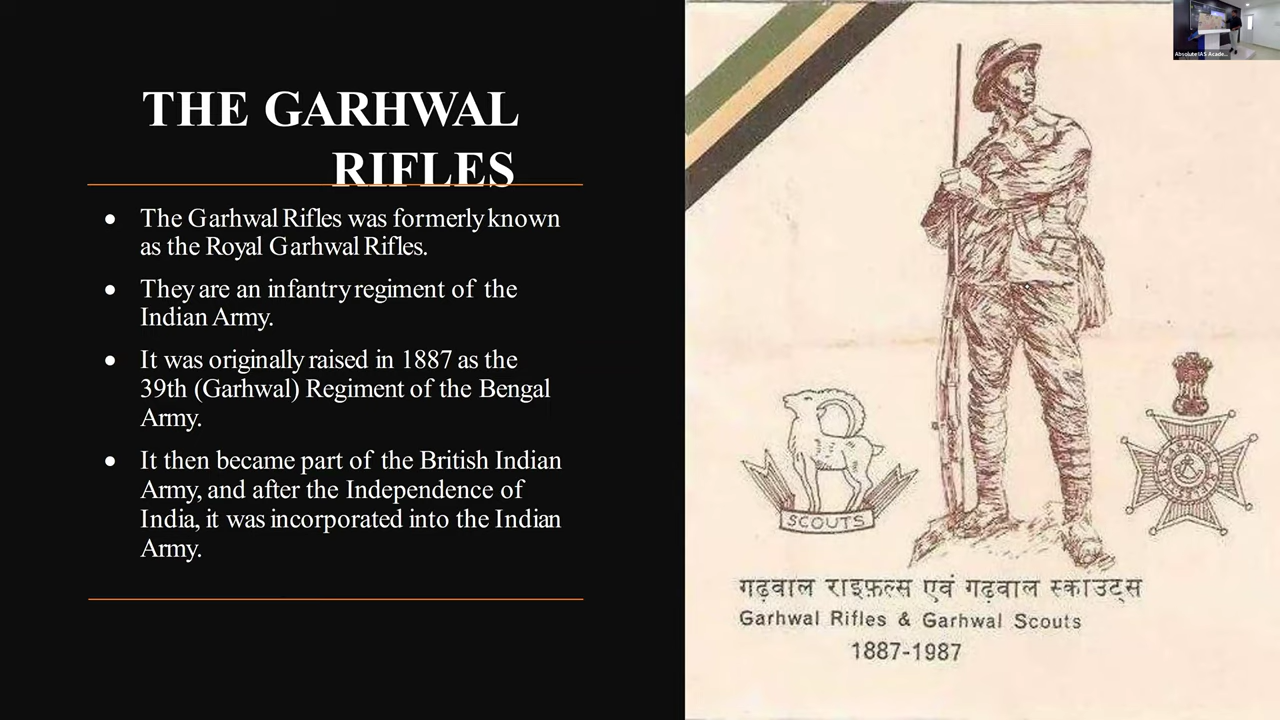 THE GARHWAL
RIFLES
• The Garhwal Rifles was formerly known
as the Royal Garhwal Rifles.
• They are an infantry regiment of the
Indian Army.
• It was originally raised in 1887 as the
39th (Garhwal) Regiment of the Bengal
Army.
• It then became part of the British Indian
Army, and after the Independence of
India, it was incorporated into the Indian
Army.
SCOUTS
गढ़वाल राइफ़ल्स एवं गढ़वाल स्काउट्स
Garhwal Rifles & Garhwal Scouts
1887-1987
Absolute IAS Acade...